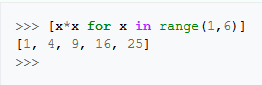 >>> [x*x for x in range(1,6)]
[1, 4, 9, 16, 25]
>>>